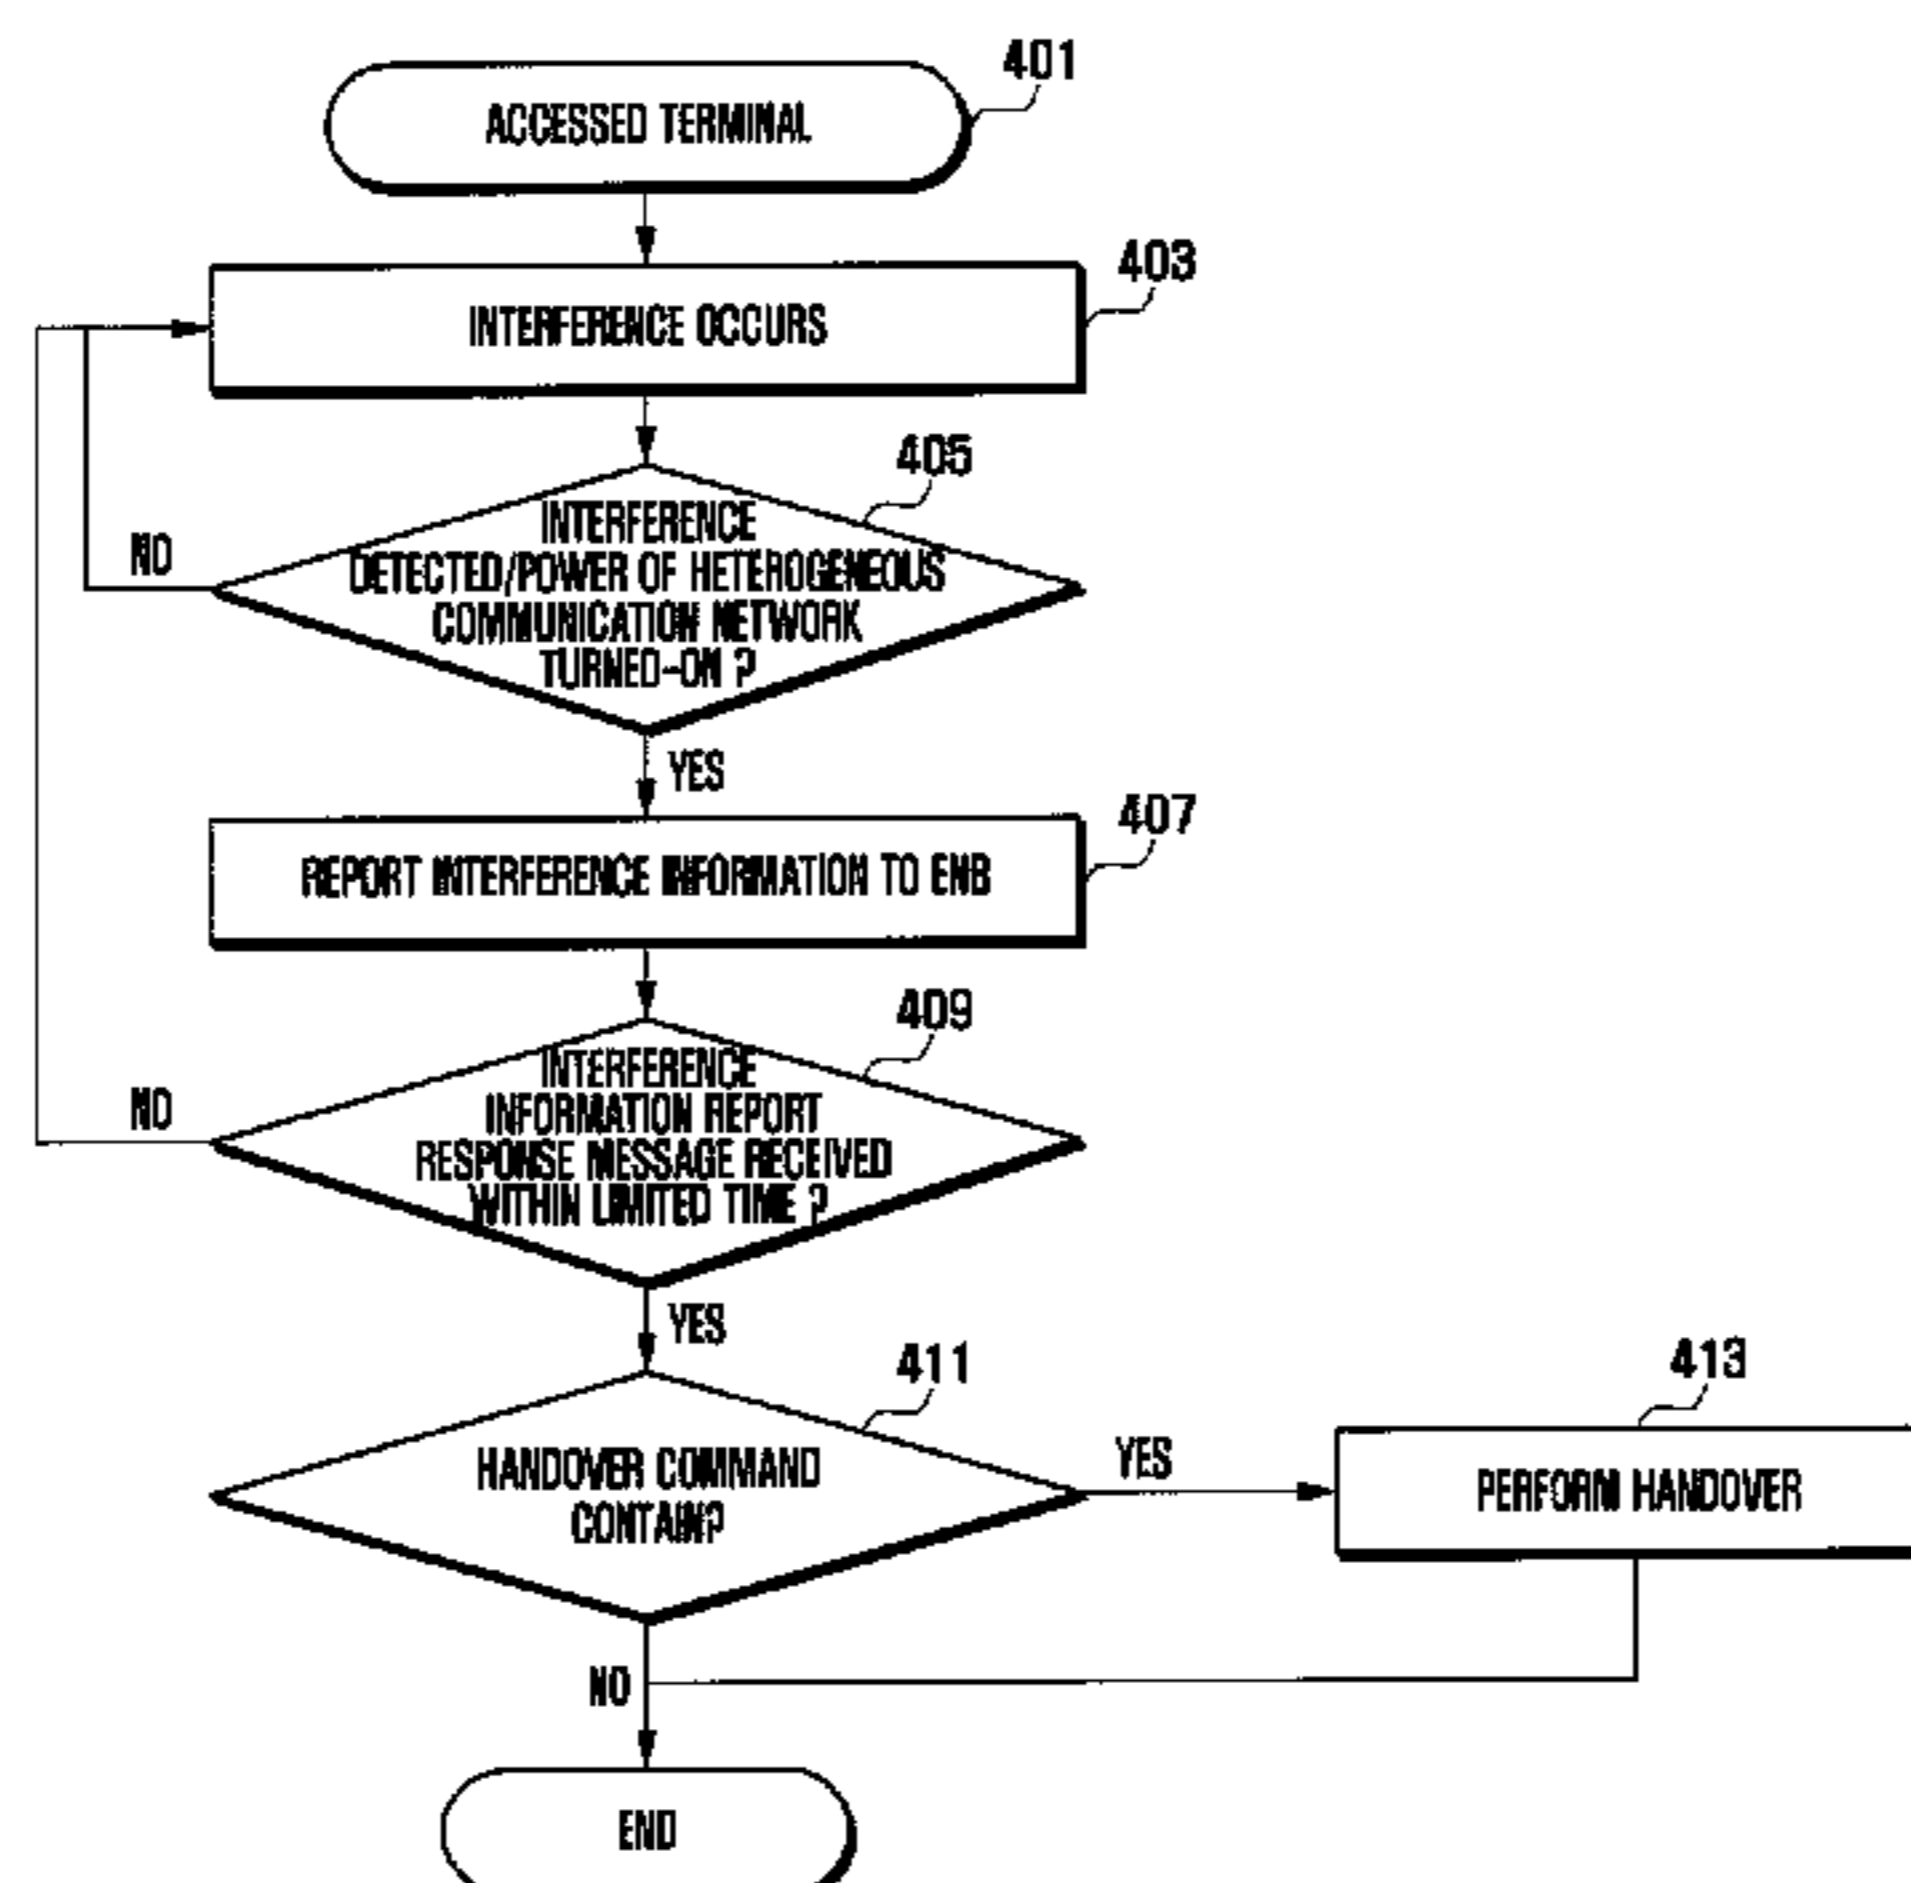 401
ACCESSED TERMINAL
403
INTERFERENCE OCCURS
405
INTERFERENCE
DETECTED/POWER OF HETEROGENEOUS
COMMUNICATION NETWORK
TURNED-ON ?
NO
YES
407
REPORT INTERFERENCE INFORMATION TO ENB
409
INTERFERENCE
INFORMATION REPORT
RESPONSE MESSAGE RECEIVED
WITHIN LIMITED TIME ?
NO
YES
411
HANDOVER COMMAND
CONTAIN?
YES
413
PERFORM HANDOVER
NO
END